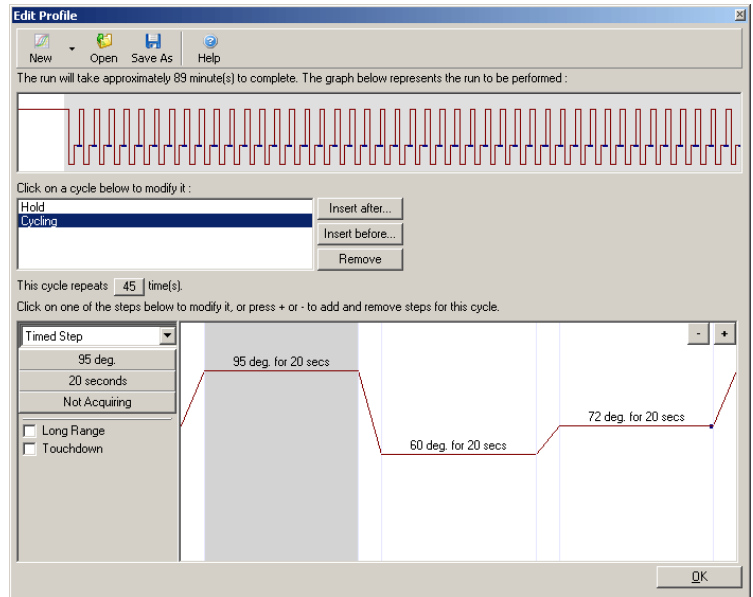 Edit Profile
New Open Save As Help
The run will take approximately 89 minute(s) to complete. The graph below represents the run to be performed :
Click on a cycle below to modify it :
Hold
Cycling
Insert after...
Insert before...
Remove
This cycle repeats 45 time(s).
Click on one of the steps below to modify it, or press + or - to add and remove steps for this cycle.
Timed Step
95 deg.
20 seconds
Not Acquiring
Long Range
Touchdown
- +
95 deg. for 20 secs
72 deg. for 20 secs
60 deg. for 20 secs
OK